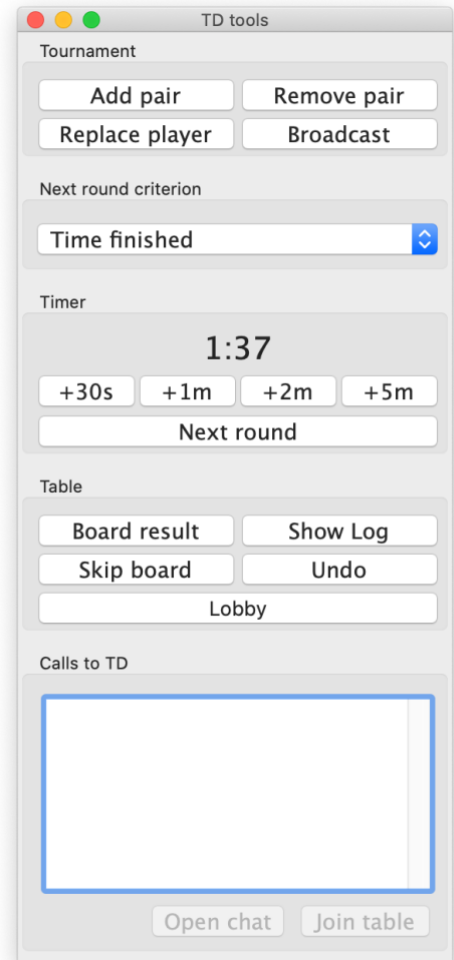 TD tools
Tournament
Add pair Remove pair
Replace player Broadcast
Next round criterion
Time finished
Timer
1:37
+30s +1m +2m +5m
Next round
Table
Board result Show Log
Skip board Undo
Lobby
Calls to TD
Open chat Join table